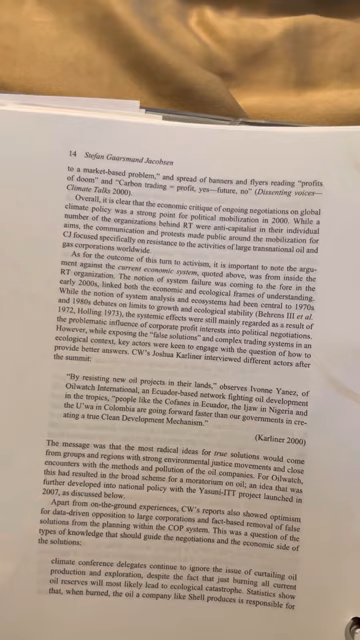 14 Stefan Gaarsmand Jacobsen
to a market-based problem,” and spread of banners and flyers reading “profits
of doom” and “Carbon trading = profit, yes—future, no” (Dissenting voices—
Climate Talks 2000).
Overall, it is clear that the economic critique of ongoing negotiations on global
climate policy was a strong point for political mobilization in 2000. While a
number of the organizations behind RT were anti-capitalist in their individual
aims, the communication and protests made public around the mobilization for
CJ focused specifically on resistance to the activities of large transnational oil and
gas corporations worldwide.
As for the outcome of this turn to activism, it is important to note the argu-
ment against the current economic system, quoted above, was from inside the
RT organization. The notion of system failure was coming to the fore in the
early 2000s, linked both the economic and ecological frames of understanding.
While the notion of system analysis and ecosystems had been central to 1970s
and 1980s debates on limits to growth and ecological stability (Behrens III et al.
1972, Holling 1973), the systemic effects were still mainly regarded as a result of
the problematic influence of corporate profit interests into political negotiations.
However, while exposing the “false solutions” and complex trading systems in an
ecological context, key actors were keen to engage with the question of how to
provide better answers. CW’s Joshua Karliner interviewed different actors after
the summit:
“By resisting new oil projects in their lands,” observes Ivonne Yanez, of
Oilwatch International, an Ecuador-based network fighting oil development
in the tropics, “people like the Cofanes in Ecuador, the Ijaw in Nigeria and
the U’wa in Colombia are going forward faster than our governments in cre-
ating a true Clean Development Mechanism.”
(Karliner 2000)
The message was that the most radical ideas for true solutions would come
from groups and regions with strong environmental justice movements and close
encounters with the methods and pollution of the oil companies. For Oilwatch,
this had resulted in the broad scheme for a moratorium on oil; an idea that was
further developed into national policy with the Yasuni-ITT project launched in
2007, as discussed below.
Apart from on-the-ground experiences, CW’s reports also showed optimism
for data-driven opposition to large corporations and fact-based removal of false
solutions from the planning within the COP system. This was a question of the
types of knowledge that should guide the negotiations and the economic side of
the solutions:
climate conference delegates continue to ignore the issue of curtailing oil
production and exploration, despite the fact that just burning all current
oil reserves will most likely lead to ecological catastrophe. Statistics show
that, when burned, the oil a company like Shell produces is responsible for